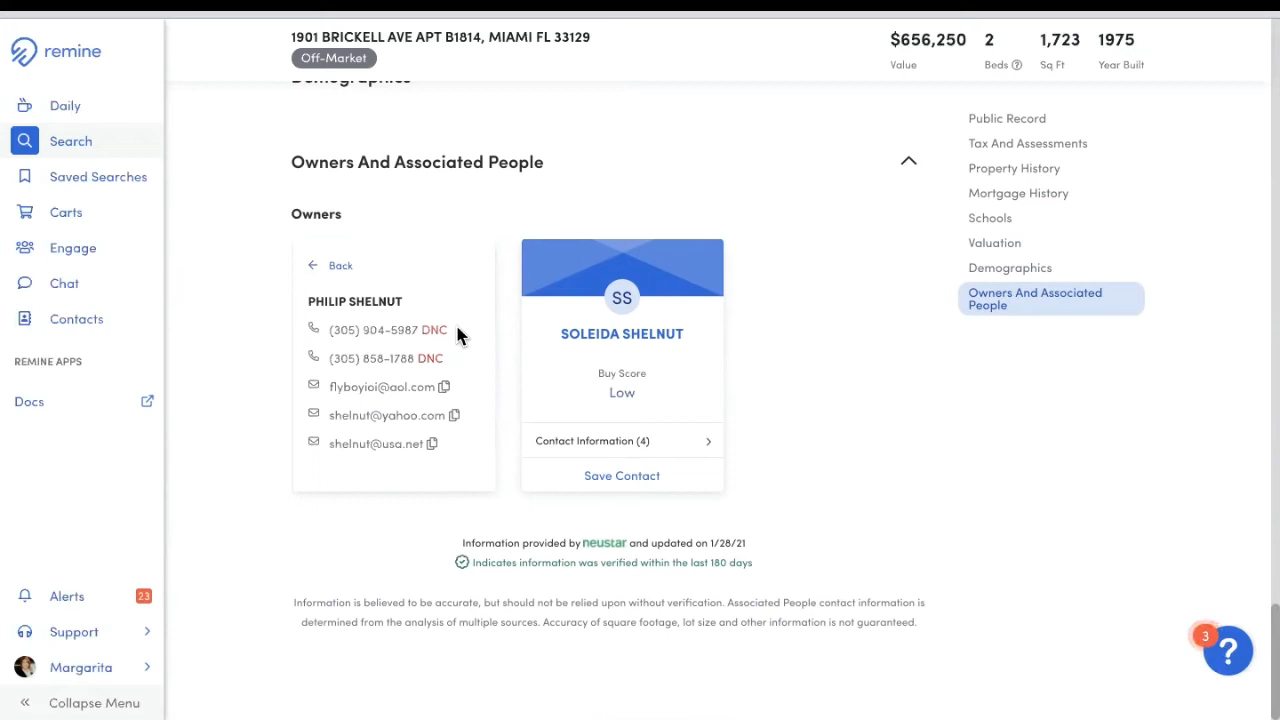 remine
Daily
Search
Saved Searches
Carts
Engage
Chat
Contacts
REMINE APPS
Docs
Alerts 23
Support
Margarita
Collapse Menu
1901 BRICKELL AVE APT B1814, MIAMI FL 33129
Off-Market
$656,250 2 1,723 1975
Value Beds Sq Ft Year Built
Demographics
Owners And Associated People
Owners
Back
PHILIP SHELNUT
(305) 904-5987 DNC
(305) 858-1788 DNC
flyboyioi@aol.com
shelnut@yahoo.com
shelnut@usa.net
SS
SOLEIDA SHELNUT
Buy Score
Low
Contact Information (4)
Save Contact
Information provided by neustar and updated on 1/28/21
Indicates information was verified within the last 180 days
Information is believed to be accurate, but should not be relied upon without verification. Associated People contact information is
determined from the analysis of multiple sources. Accuracy of square footage, lot size and other information is not guaranteed.
Public Record
Tax And Assessments
Property History
Mortgage History
Schools
Valuation
Demographics
Owners And Associated
People
3
?